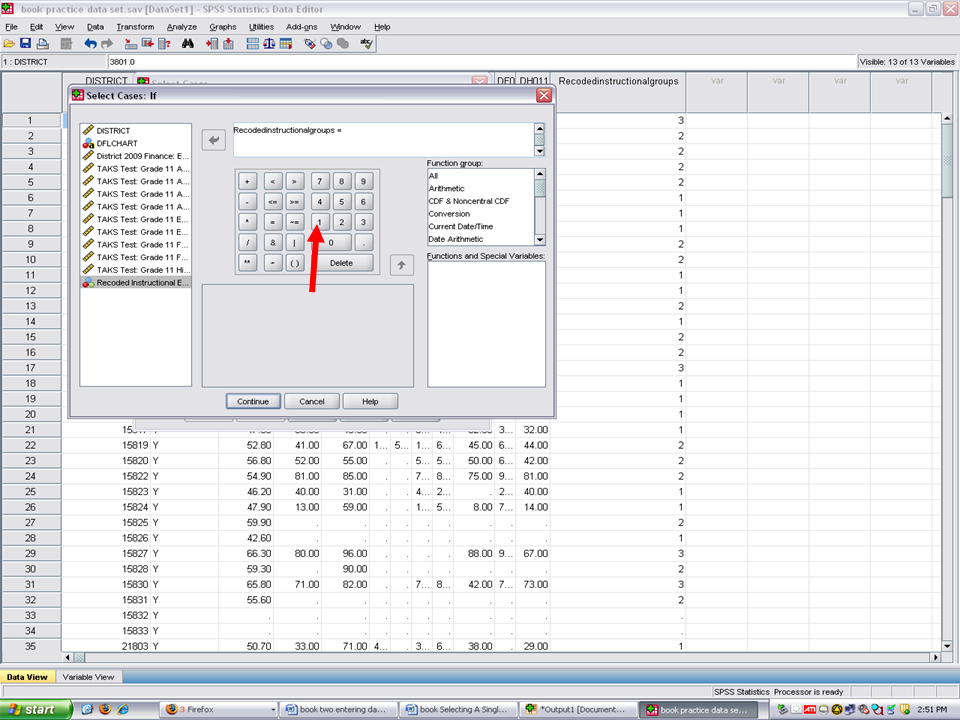 book practice data set.sav [DataSet1] - SPSS Statistics Data Editor
File Edit View Data Transform Analyze Graphs Utilities Add-ons Window Help
1 : DISTRICT 3801.0 Visible: 13 of 13 Variables
DISTRICT Select Cases DH011 Recodedinstructionalgroups var var var var
Select Cases: If
DISTRICT
DFLCHART
District 2009 Finance: E...
TAKS Test: Grade 11 A...
TAKS Test: Grade 11 A...
TAKS Test: Grade 11 A...
TAKS Test: Grade 11 A...
TAKS Test: Grade 11 E...
TAKS Test: Grade 11 E...
TAKS Test: Grade 11 F...
TAKS Test: Grade 11 F...
TAKS Test: Grade 11 Hi...
Recoded Instructional E...
Recodedinstructionalgroups =
+ < > 7 8 9
- <= >= 4 5 6
* = ~= 1 2 3
/ & | 0 .
** ~ ( ) Delete
Function group:
All
Arithmetic
CDF & Noncentral CDF
Conversion
Current Date/Time
Date Arithmetic
Functions and Special Variables:
Continue Cancel Help
1 3
2 2
3 2
4 2
5 2
6 1
7 1
8 1
9 2
10 2
11 1
12 1
13 2
14 1
15 2
16 2
17 3
18 1
19 1
20 1
21 32.00 1
22 15819 Y 52.80 41.00 67.00 1... 5... 1... 6... 45.00 6... 44.00 2
23 15820 Y 56.80 52.00 55.00 . . 5... 5... 50.00 6... 42.00 2
24 15822 Y 54.90 81.00 85.00 . . 7... 8... 75.00 9... 81.00 2
25 15823 Y 46.20 40.00 31.00 . . 4... 2... . 2... 40.00 1
26 15824 Y 47.90 13.00 59.00 . . 1... 5... 8.00 7... 14.00 1
27 15825 Y 59.90 . . . . . . . . . 2
28 15826 Y 42.60 . . . . . . . . . 1
29 15827 Y 66.30 80.00 96.00 . . . . 88.00 9... 67.00 3
30 15828 Y 59.30 . 90.00 . . . . . . . 2
31 15830 Y 65.80 71.00 82.00 . . 7... 8... 42.00 7... 73.00 3
32 15831 Y 55.60 . . . . . . . . . 2
33 15832 Y . . . . . . . . . . .
34 15833 Y . . . . . . . . . . .
35 21803 Y 50.70 33.00 71.00 4... . 3... 6... 38.00 . 29.00 1
Data View Variable View
SPSS Statistics Processor is ready
start 3 Firefox book two entering da... book Selecting A Singl... *Output1 [Document... book practice data se... ATI 2:51 PM